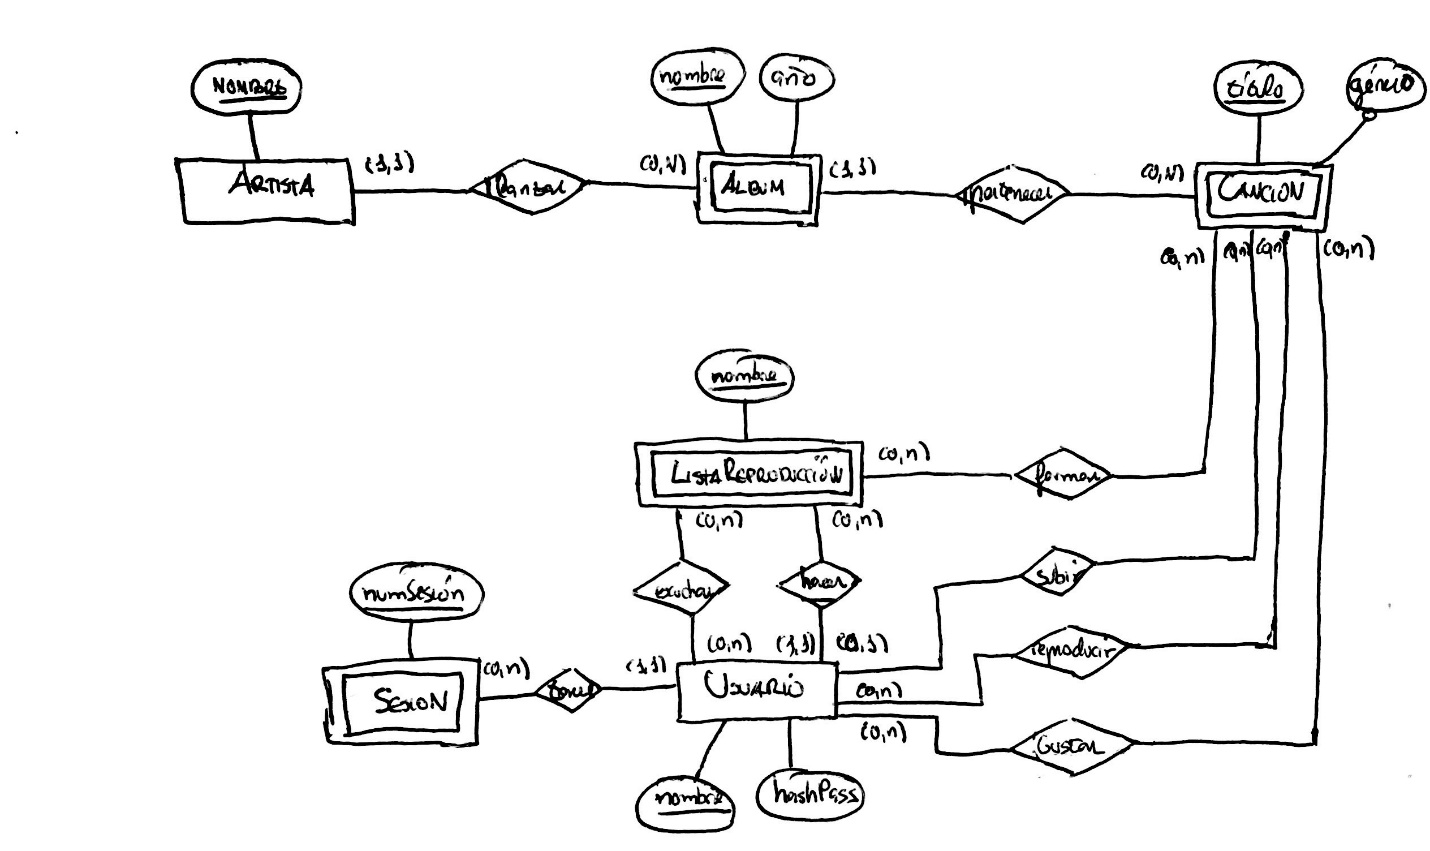 NOMBRE
nombre
año
título
género
ARTISTA
(1,1)
lanzar
(0,N)
ALBUM
(1,1)
pertenecer
(0,N)
CANCION
(0,n)
(0,n)
(0,n)
(0,n)
nombre
LISTAREPRODUCCIÓN
(0,n)
formar
(0,n)
(0,n)
escuchar
hacer
subir
numSesión
(0,n)
(1,1)
(0,1)
reproducir
SESION
(0,n)
tener
(1,1)
USUARIO
(0,n)
(0,n)
GUSTAR
nombre
hashPass